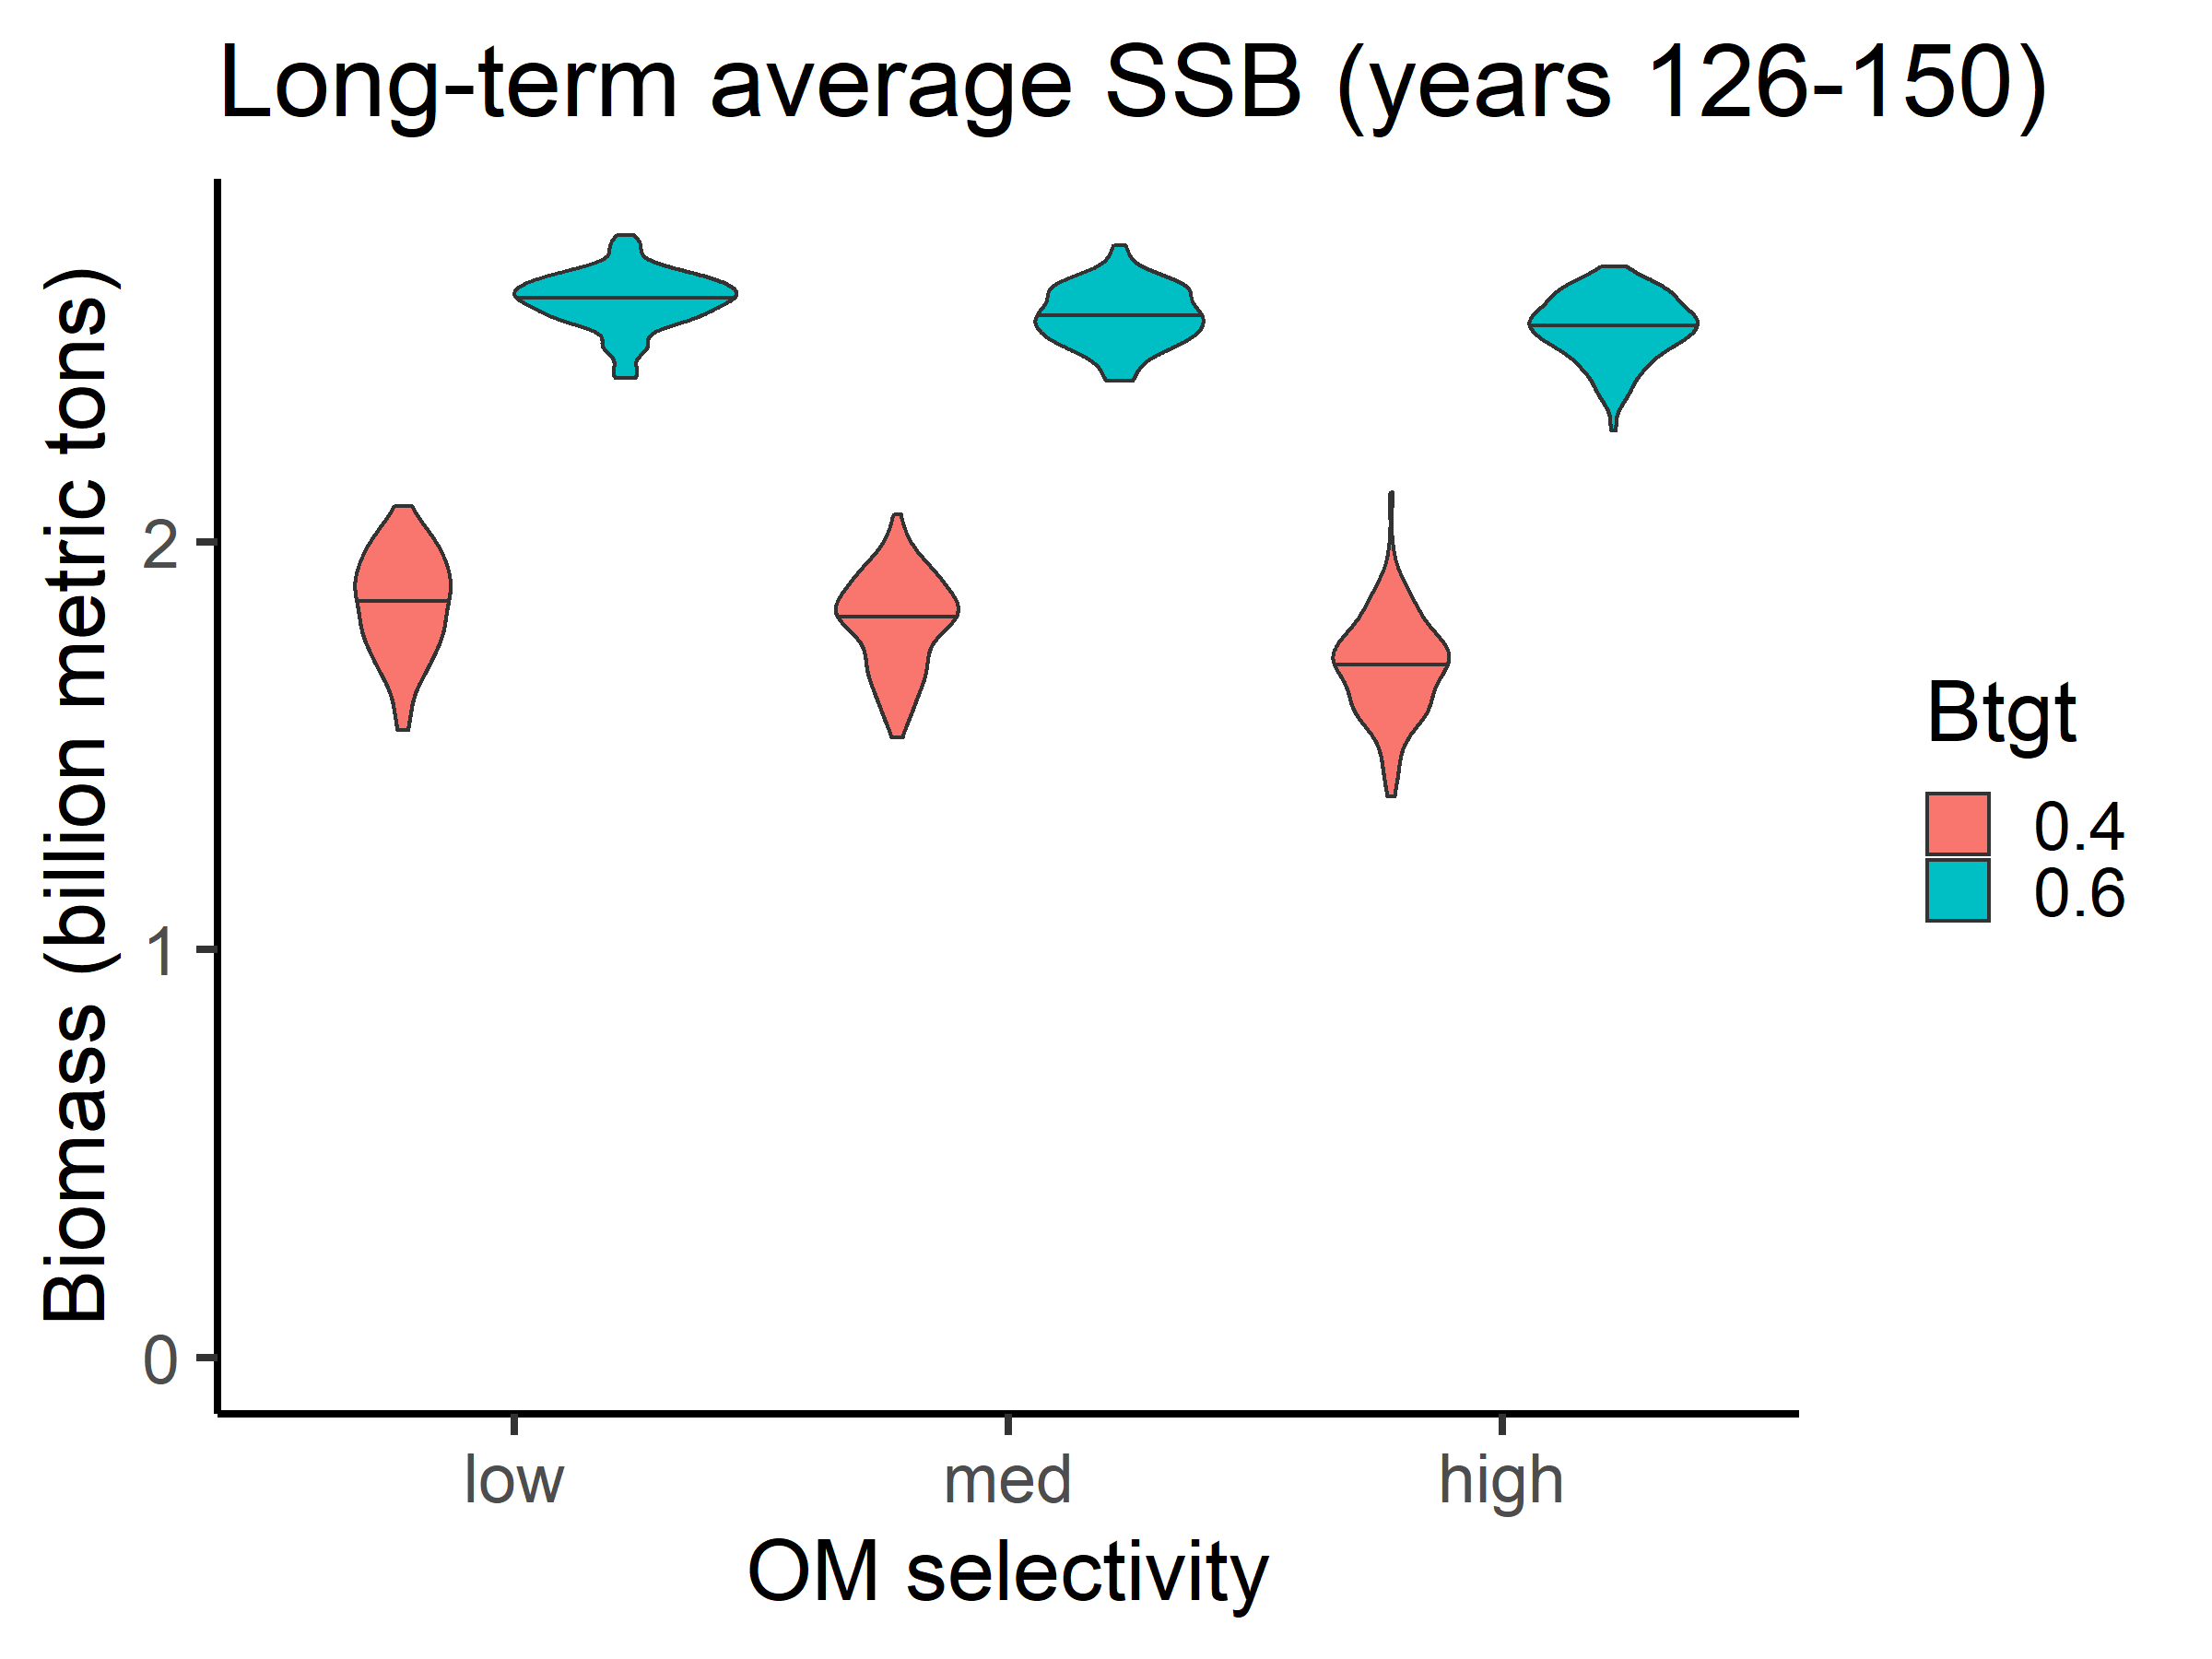 Long-term average SSB (years 126-150)
Biomass (billion metric tons)
2
1
0
low
med
high
OM selectivity
Btgt
0.4
0.6